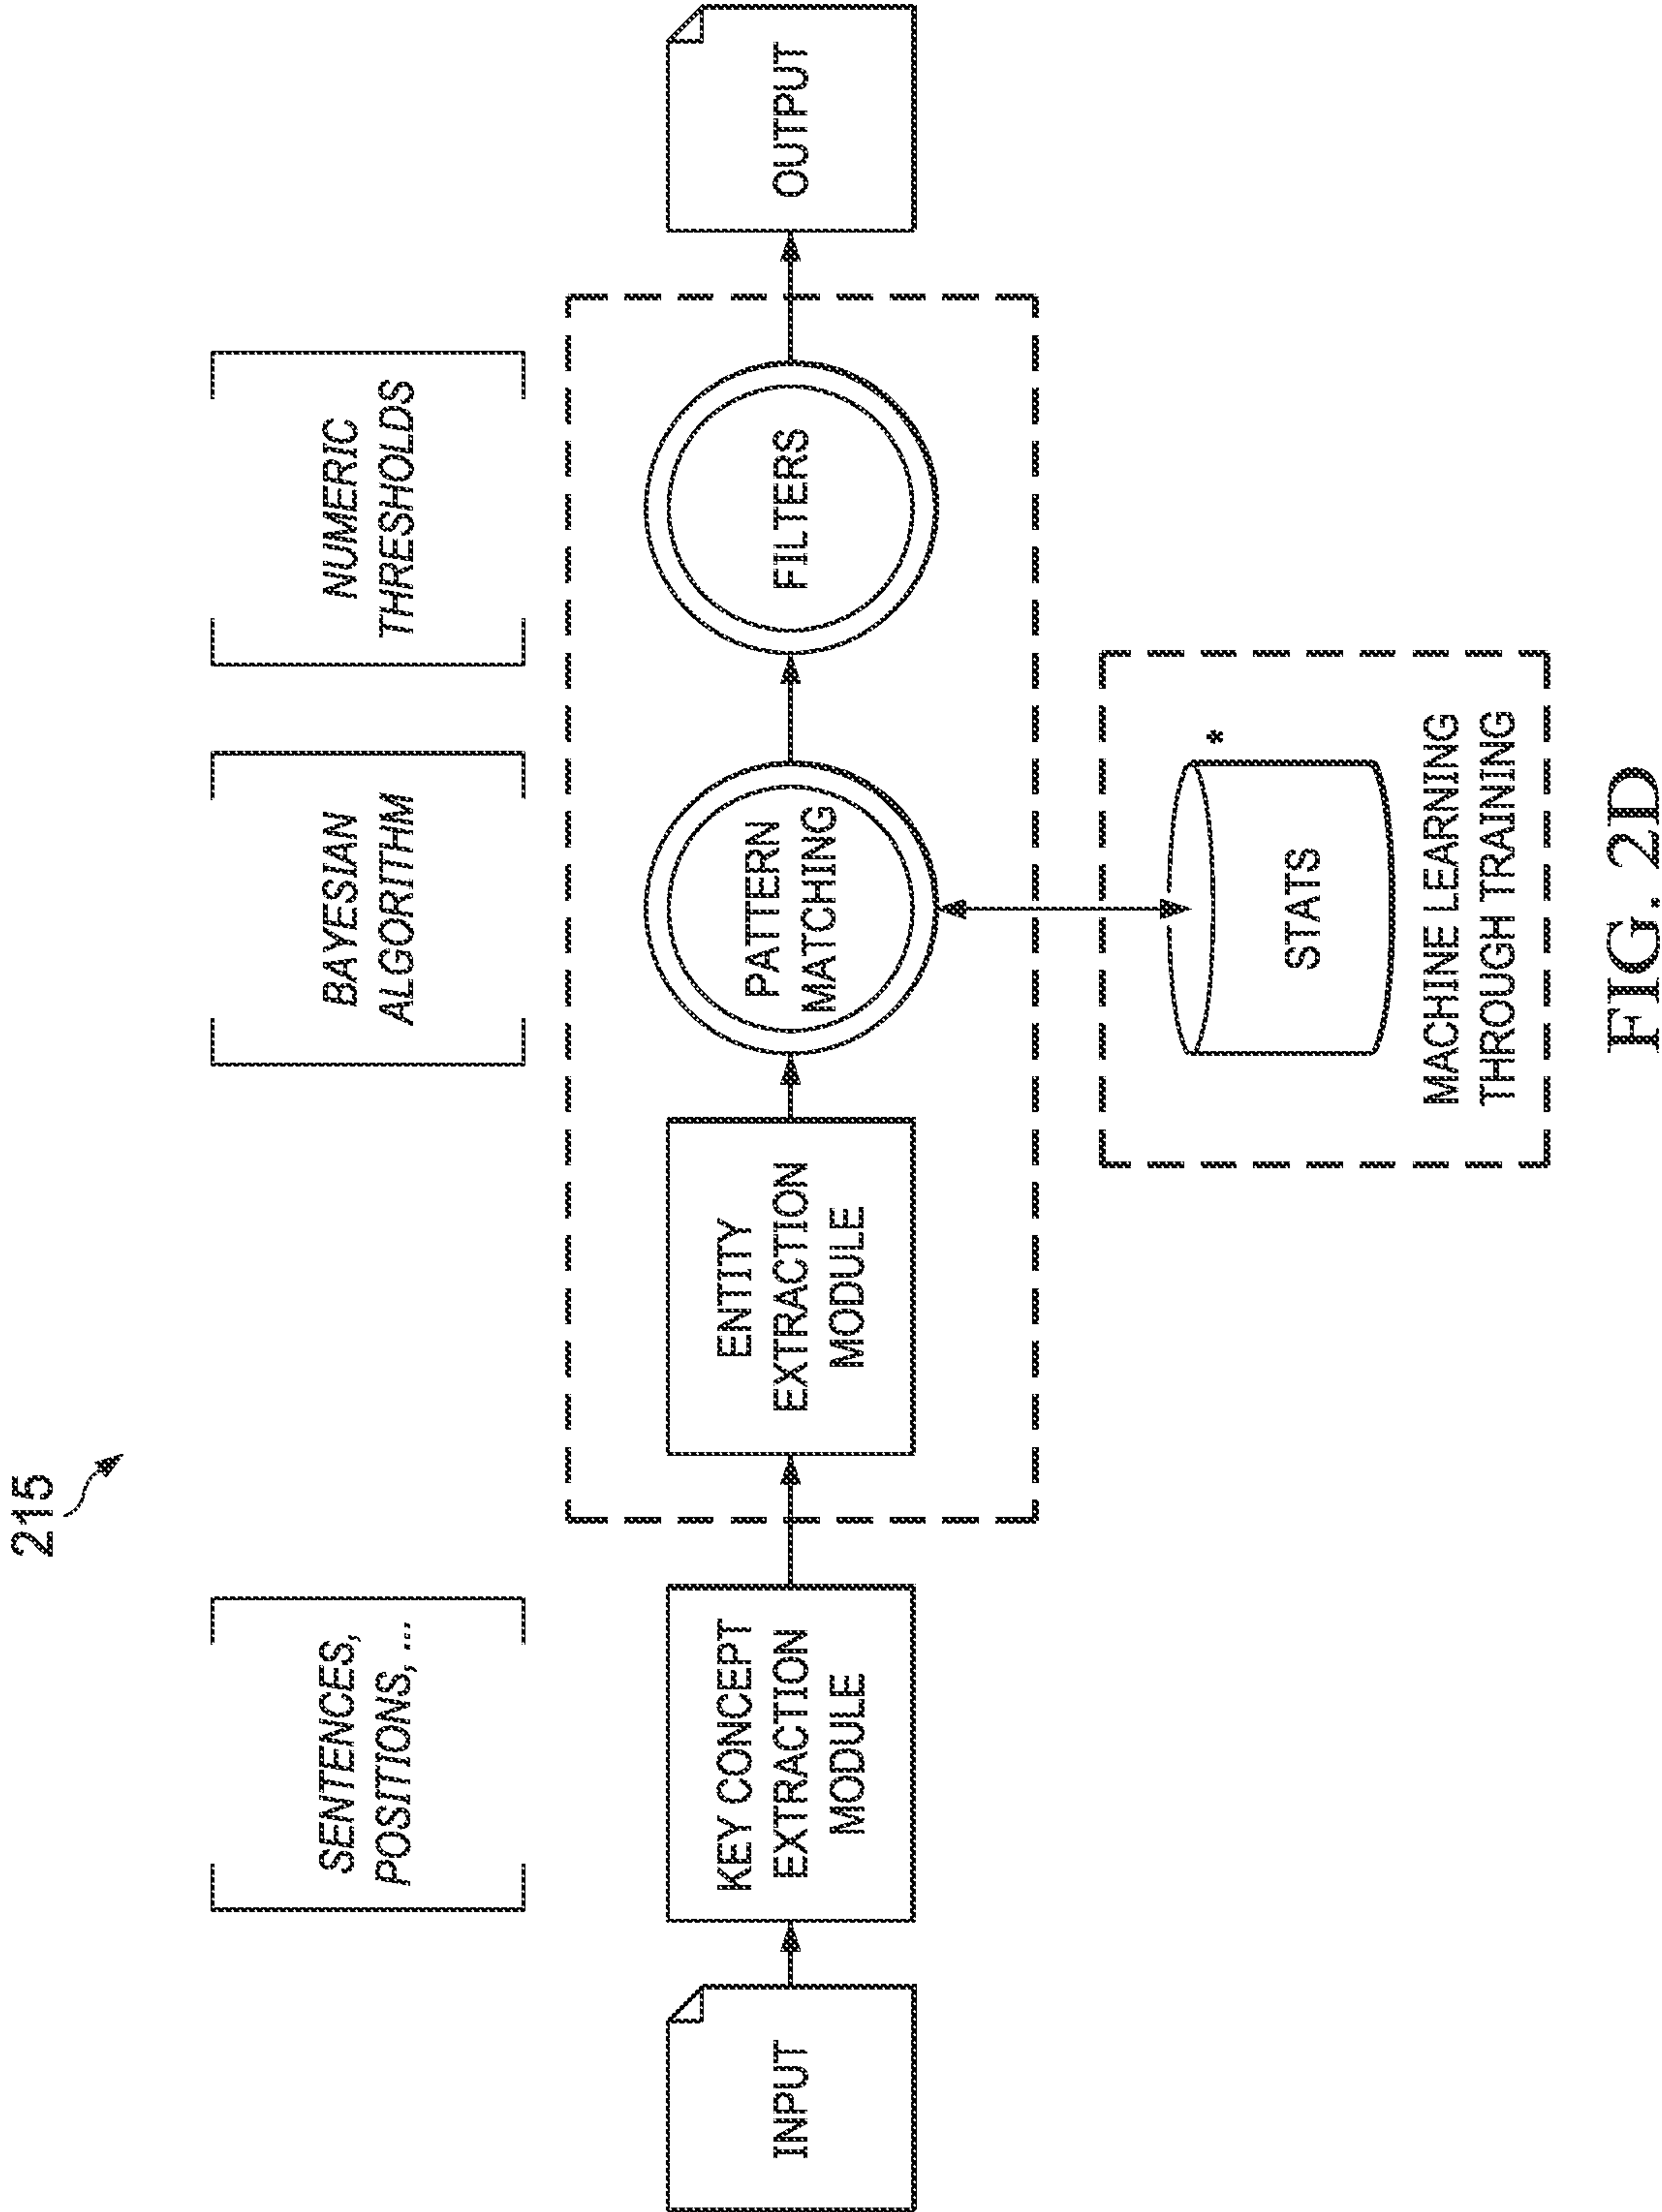 215
SENTENCES,
POSITIONS, ...
BAYESIAN
ALGORITHM
NUMERIC
THRESHOLDS
INPUT
KEY CONCEPT
EXTRACTION
MODULE
ENTITY
EXTRACTION
MODULE
PATTERN
MATCHING
FILTERS
OUTPUT
*
STATS
MACHINE LEARNING
THROUGH TRAINING
FIG. 2D